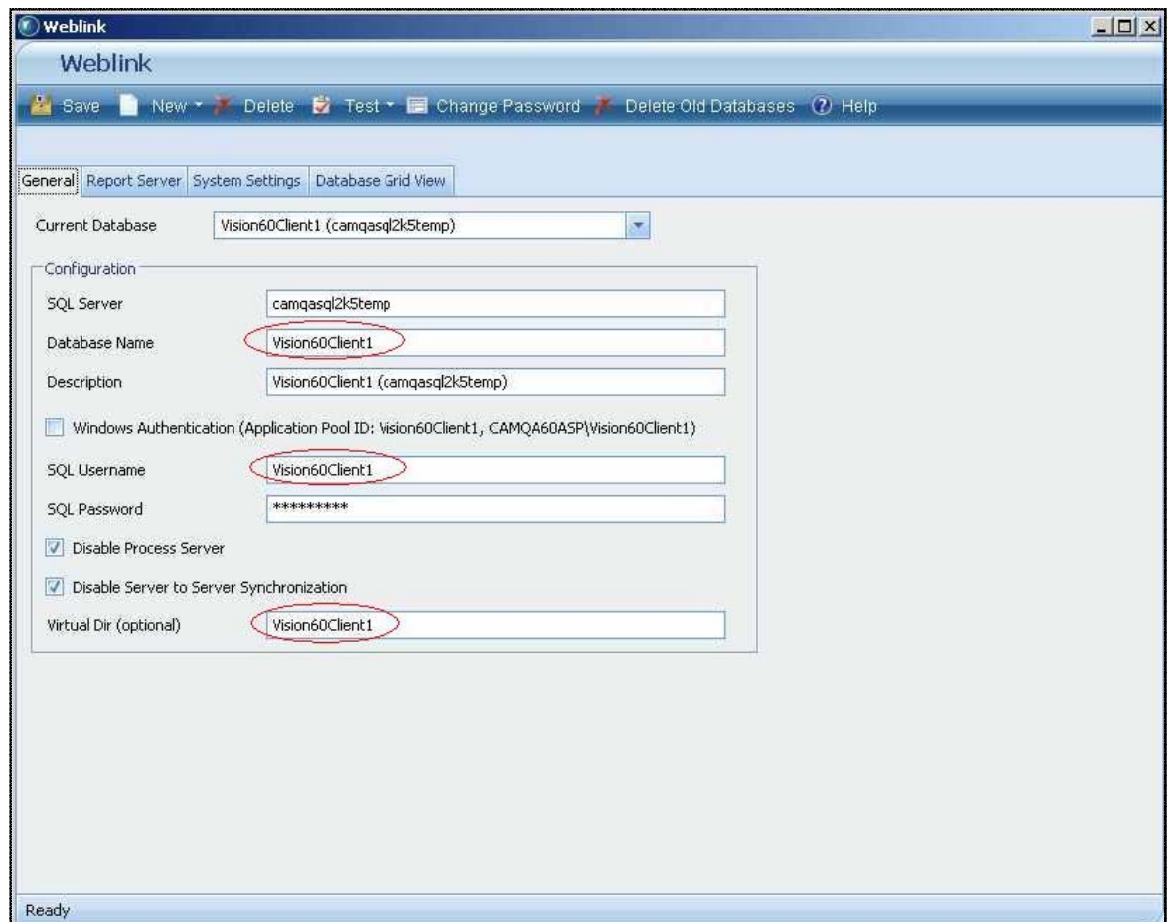 Weblink
Weblink
Save New Delete Test Change Password Delete Old Databases Help
General Report Server System Settings Database Grid View
Current Database Vision60Client1 (camqasql2k5temp)
Configuration
SQL Server camqasql2k5temp
Database Name Vision60Client1
Description Vision60Client1 (camqasql2k5temp)
Windows Authentication (Application Pool ID: Vision60Client1, CAMQA60ASP\Vision60Client1)
SQL Username Vision60Client1
SQL Password *********
Disable Process Server
Disable Server to Server Synchronization
Virtual Dir (optional) Vision60Client1
Ready